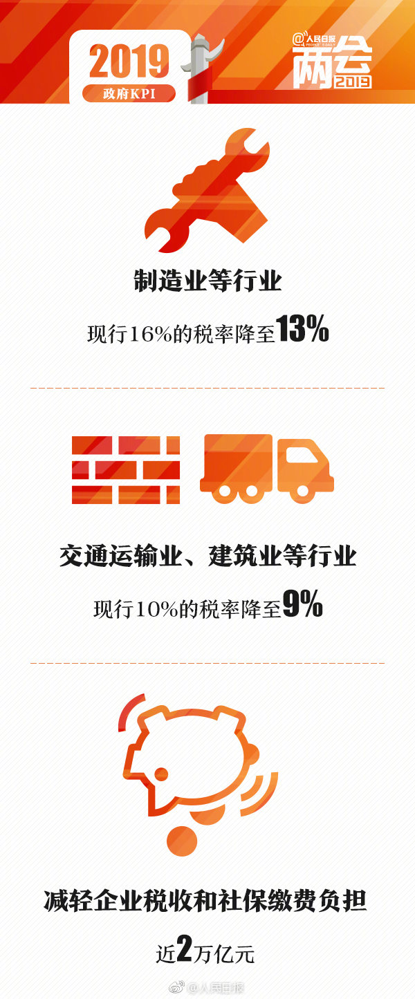 2019
政府KPI
@人民日报
PEOPLE'S DAILY
两会
2019
制造业等行业
现行16%的税率降至13%
交通运输业、建筑业等行业
现行10%的税率降至9%
减轻企业税收和社保缴费负担
近2万亿元
@人民日报